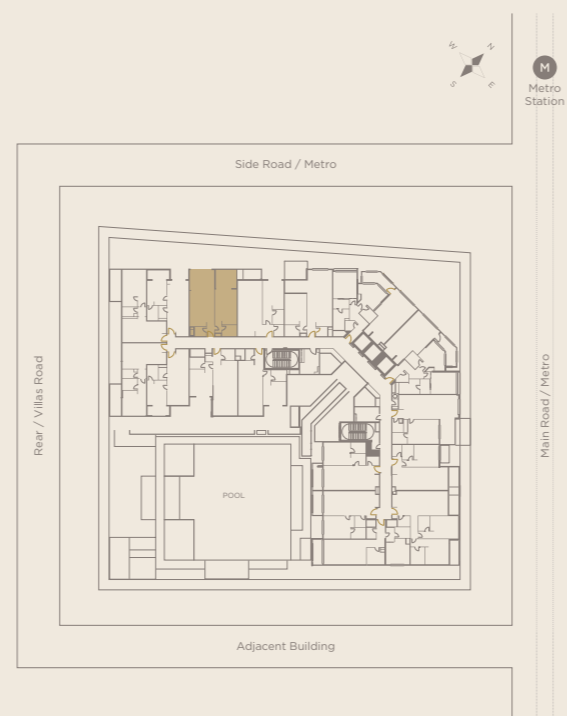 W
N
S
E
M
Metro
Station
Side Road / Metro
Rear / Villas Road
Main Road / Metro
POOL
Adjacent Building